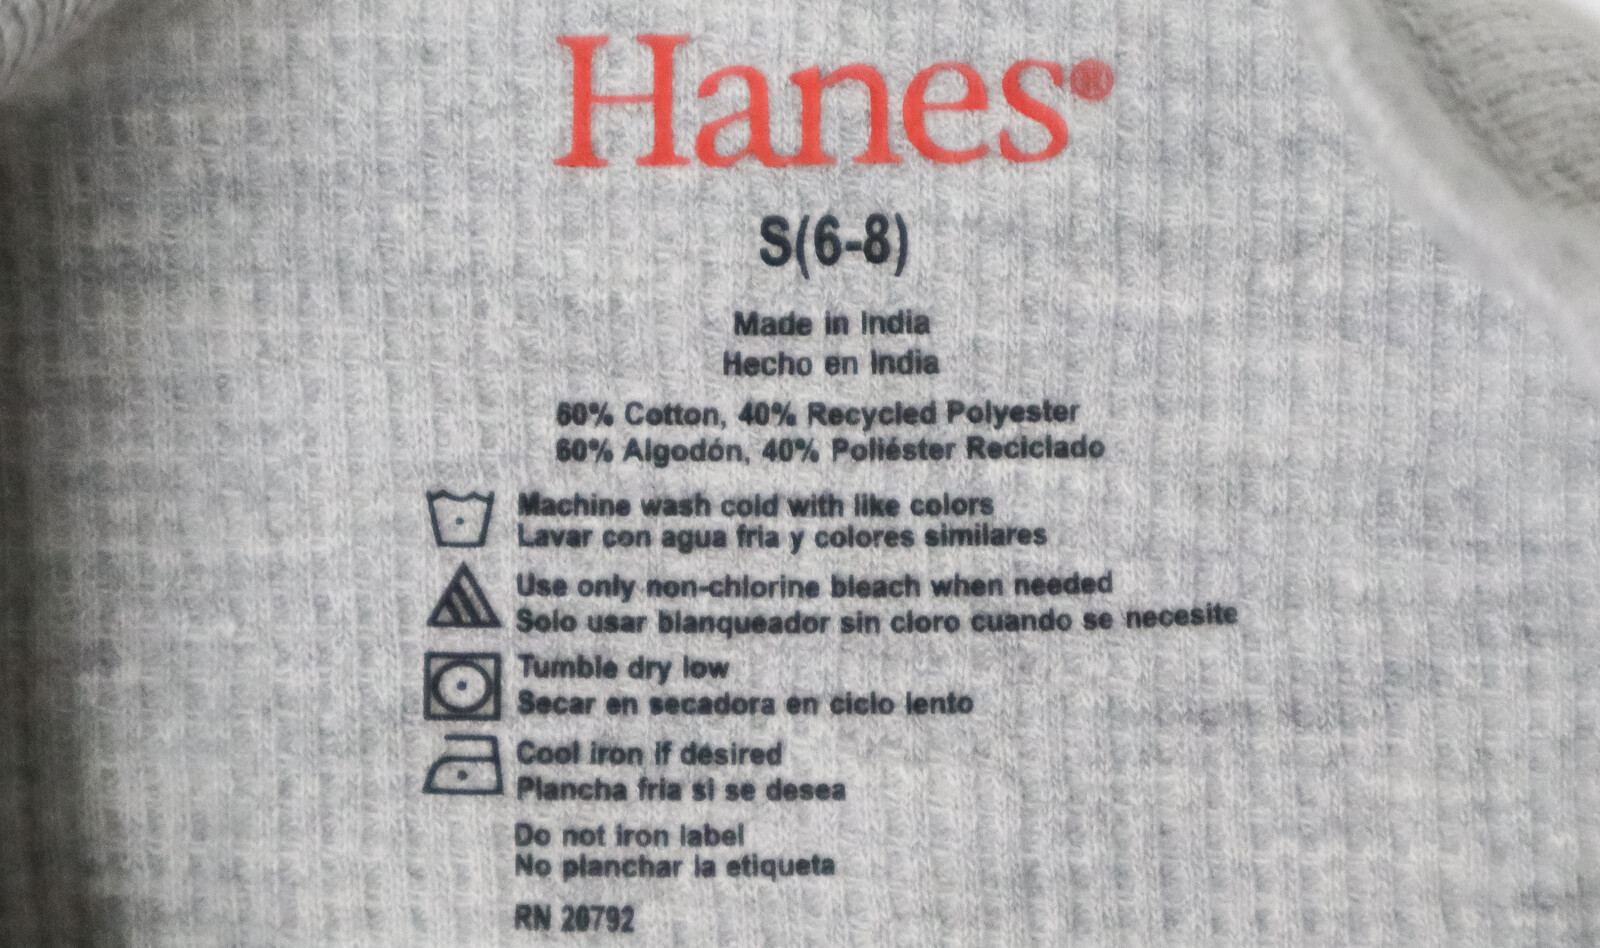 Hanes®
S(6-8)
Made in India
Hecho en India
60% Cotton, 40% Recycled Polyester
60% Algodón, 40% Poliéster Reciclado
Machine wash cold with like colors
Lavar con agua fria y colores similares
Use only non-chlorine bleach when needed
Solo usar blanqueador sin cloro cuando se necesite
Tumble dry low
Secar en secadora en ciclo lento
Cool iron if desired
Plancha fria si se desea
Do not iron label
No planchar la etiqueta
RN 20792